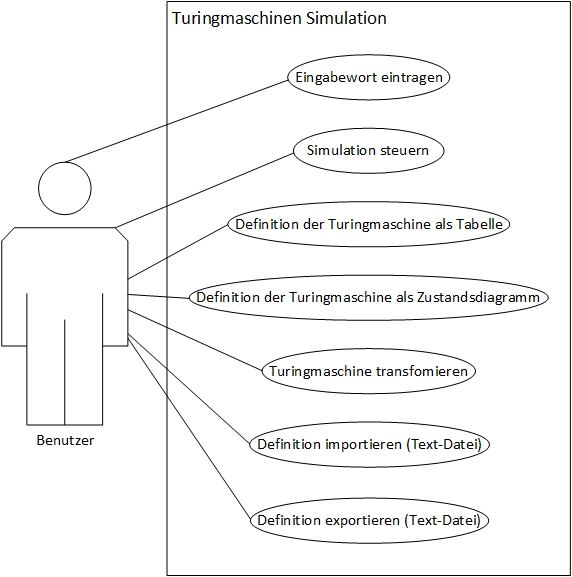 Turingmaschinen Simulation
Eingabewort eintragen
Simulation steuern
Definition der Turingmaschine als Tabelle
Definition der Turingmaschine als Zustandsdiagramm
Turingmaschine transfomieren
Definition importieren (Text-Datei)
Benutzer
Definition exportieren (Text-Datei)